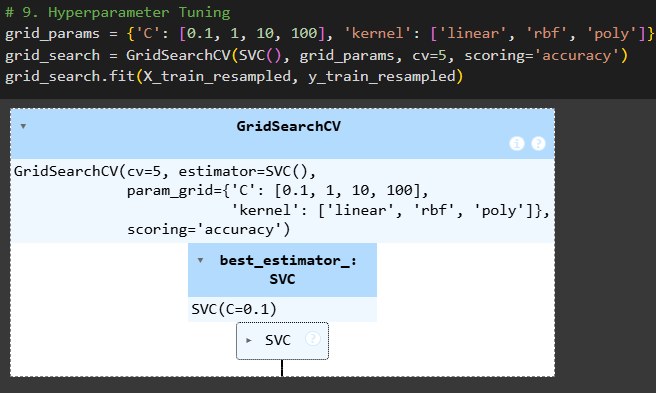 # 9. Hyperparameter Tuning
grid_params = {'C': [0.1, 1, 10, 100], 'kernel': ['linear', 'rbf', 'poly']}
grid_search = GridSearchCV(SVC(), grid_params, cv=5, scoring='accuracy')
grid_search.fit(X_train_resampled, y_train_resampled)
▾ GridSearchCV
i ?
GridSearchCV(cv=5, estimator=SVC(),
             param_grid={'C': [0.1, 1, 10, 100],
                         'kernel': ['linear', 'rbf', 'poly']},
             scoring='accuracy')
▾ best_estimator_:
SVC
SVC(C=0.1)
▸ SVC ?